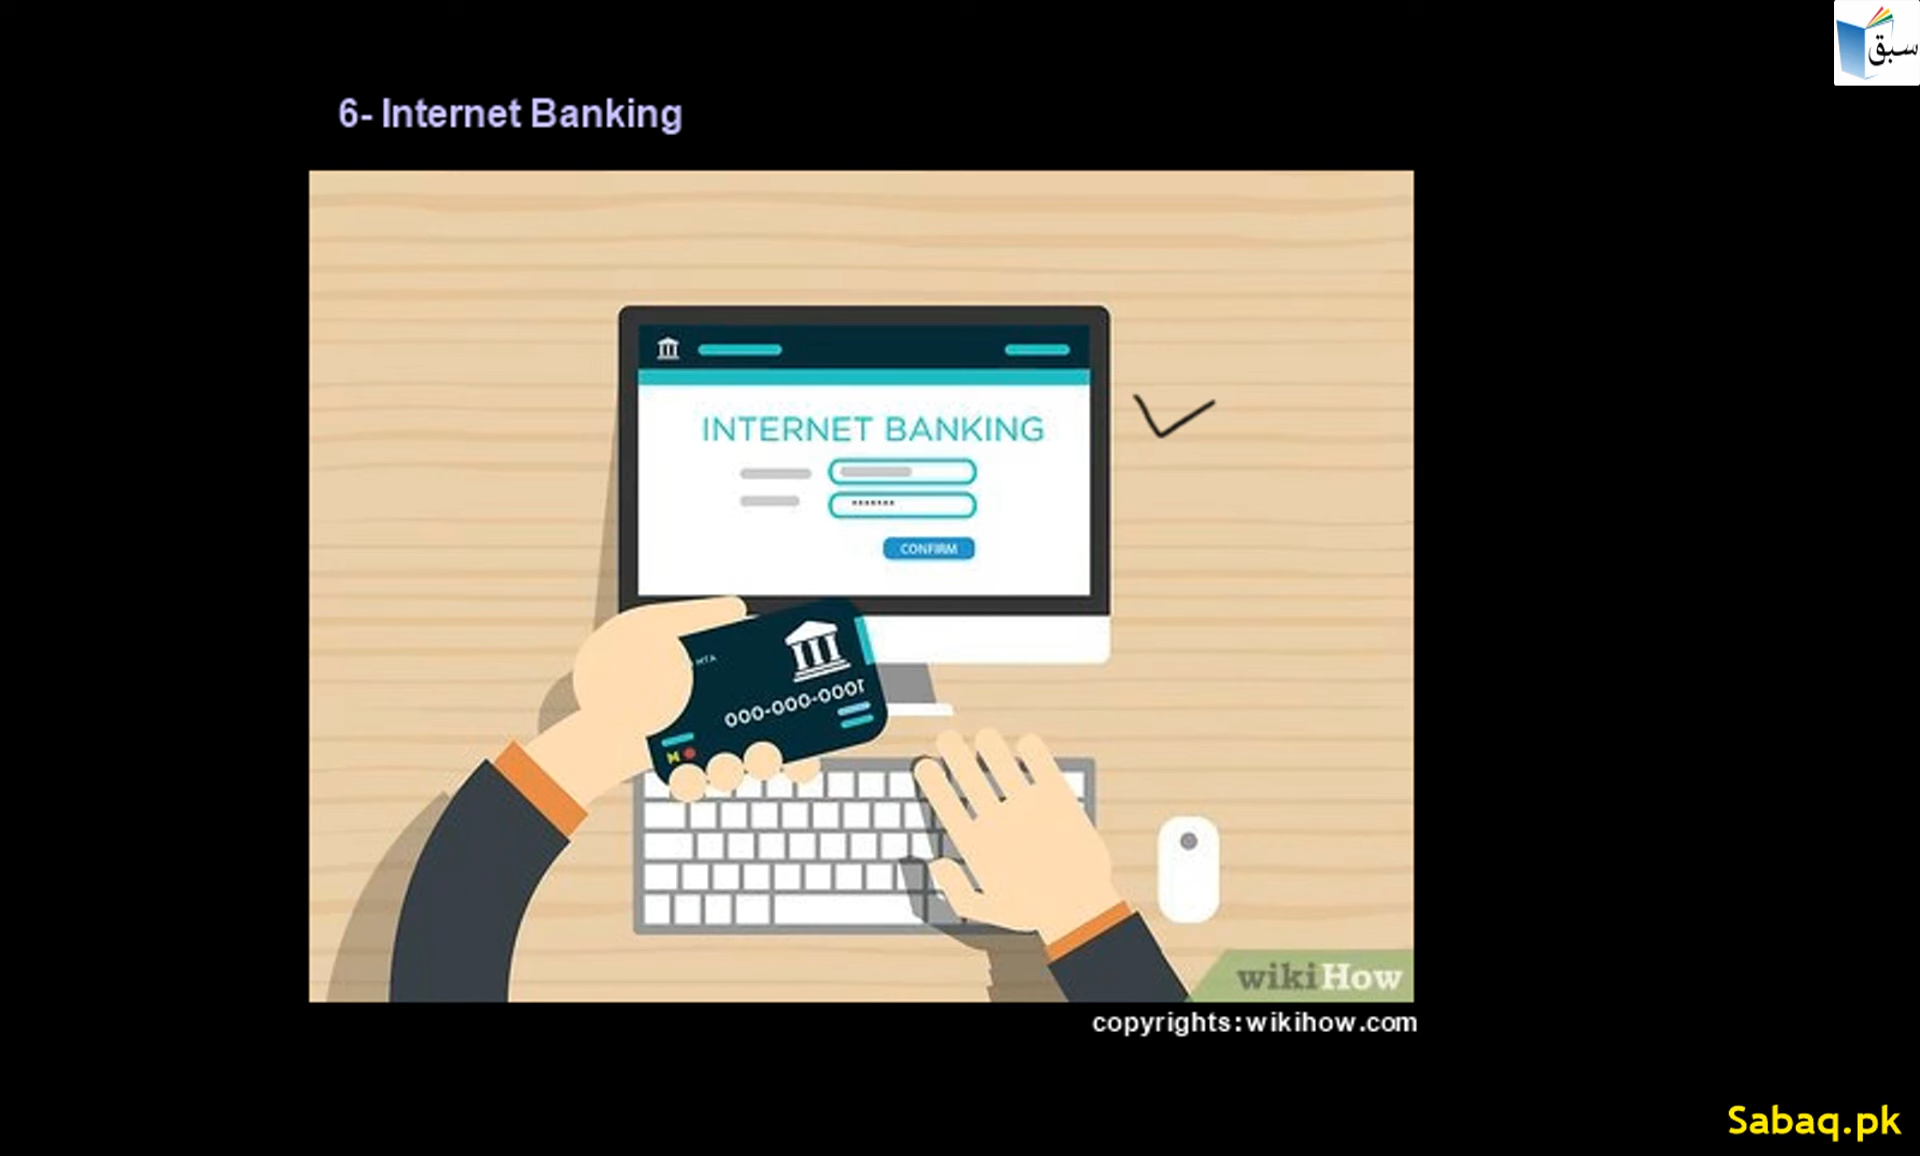 سبق
6- Internet Banking
INTERNET BANKING
*******
CONFIRM
000-000-0001
wikiHow
copyrights:wikihow.com
Sabaq.pk